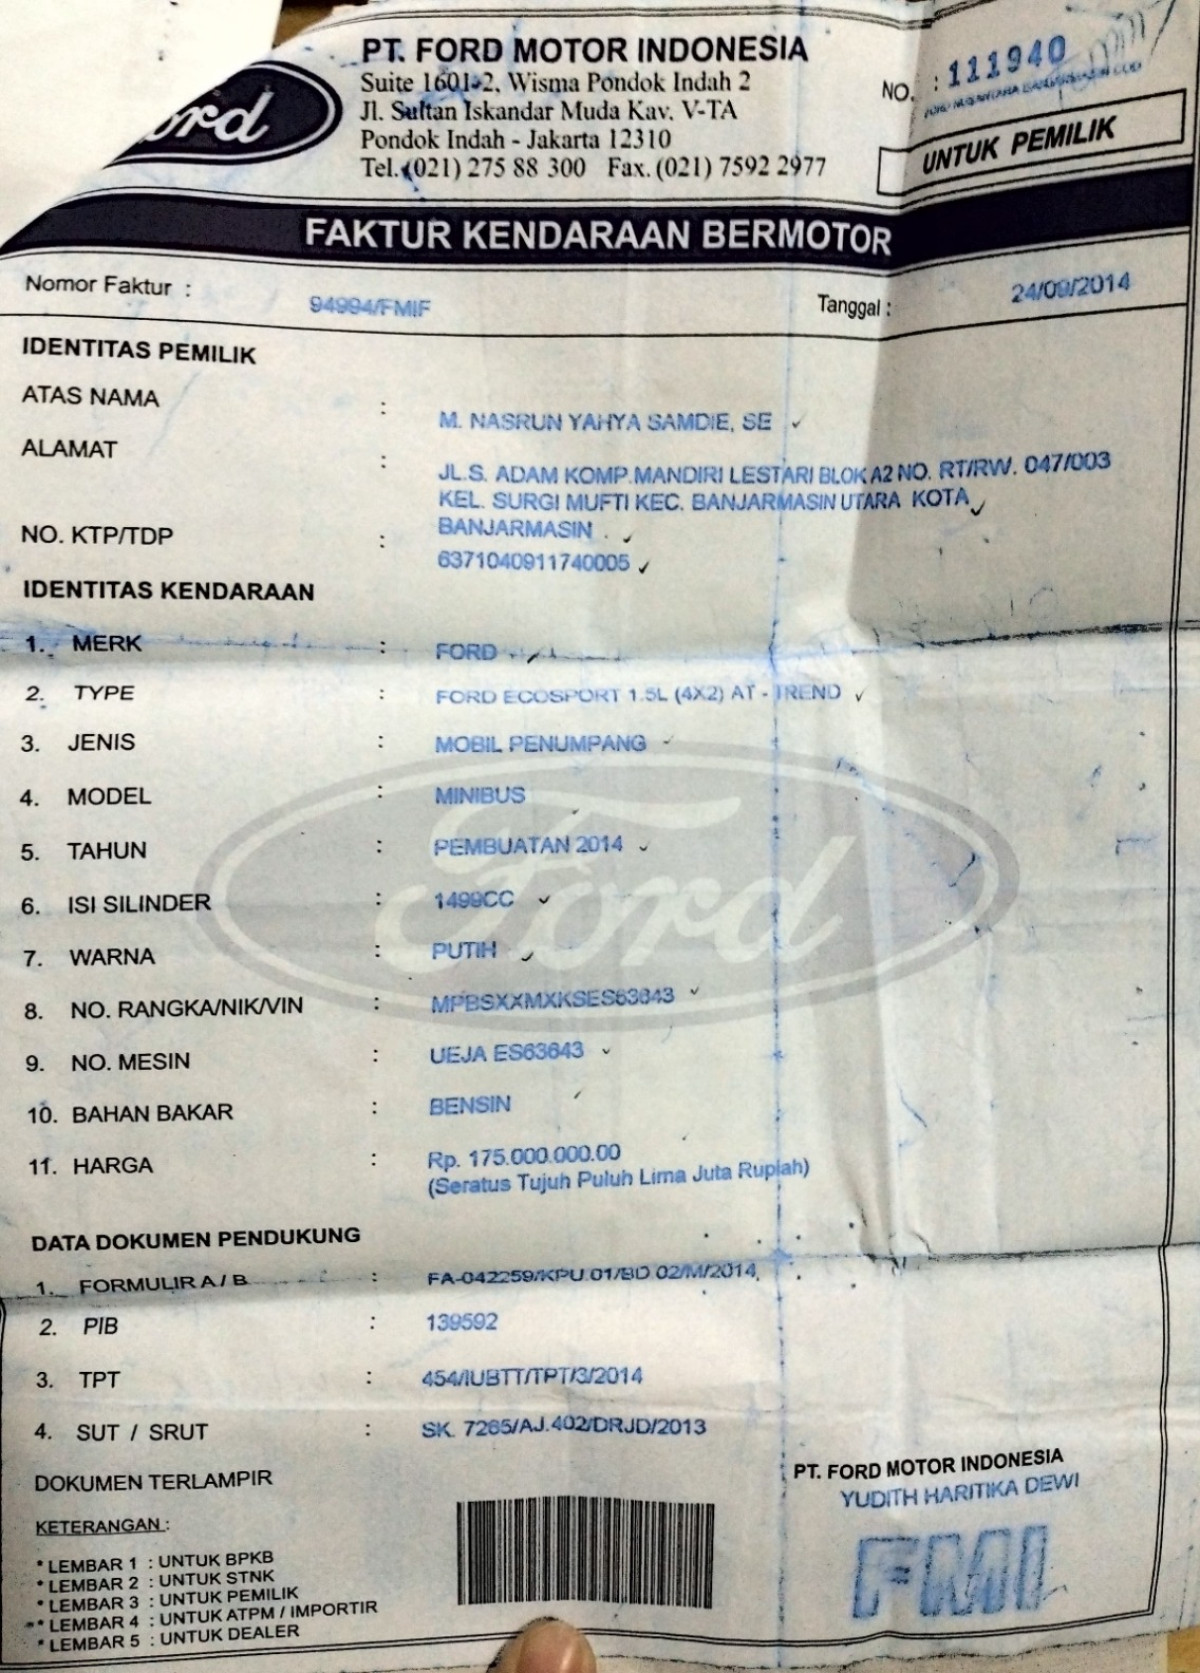 PT. FORD MOTOR INDONESIA
Suite 1601-2, Wisma Pondok Indah 2
Jl. Sultan Iskandar Muda Kav. V-TA
Pondok Indah - Jakarta 12310
Tel. (021) 275 88 300 Fax. (021) 7592 2977
NO. : 111940
UNTUK PEMILIK
FAKTUR KENDARAAN BERMOTOR
Nomor Faktur : 94994/FMIF Tanggal : 24/09/2014
IDENTITAS PEMILIK
ATAS NAMA : M. NASRUN YAHYA SAMDIE, SE
ALAMAT : JL.S. ADAM KOMP.MANDIRI LESTARI BLOK A2 NO. RT/RW. 047/003
KEL. SURGI MUFTI KEC. BANJARMASIN UTARA KOTA
BANJARMASIN
NO. KTP/TDP : 6371040911740005
IDENTITAS KENDARAAN
1. MERK : FORD
2. TYPE : FORD ECOSPORT 1.5L (4X2) AT - TREND
3. JENIS : MOBIL PENUMPANG
4. MODEL : MINIBUS
5. TAHUN : PEMBUATAN 2014
6. ISI SILINDER : 1499CC
7. WARNA : PUTIH
8. NO. RANGKA/NIK/VIN : MPBSXXMXKSES63643
9. NO. MESIN : UEJA ES63643
10. BAHAN BAKAR : BENSIN
11. HARGA : Rp. 175.000.000.00
(Seratus Tujuh Puluh Lima Juta Rupiah)
Ford
DATA DOKUMEN PENDUKUNG
1. FORMULIR A / B : FA-042259/KPU.01/BD.02/M/2014
2. PIB : 139592
3. TPT : 454/IUBTT/TPT/3/2014
4. SUT / SRUT : SK. 7265/AJ.402/DRJD/2013
DOKUMEN TERLAMPIR
KETERANGAN :
* LEMBAR 1 : UNTUK BPKB
* LEMBAR 2 : UNTUK STNK
* LEMBAR 3 : UNTUK PEMILIK
* LEMBAR 4 : UNTUK ATPM / IMPORTIR
* LEMBAR 5 : UNTUK DEALER
PT. FORD MOTOR INDONESIA
YUDITH HARITIKA DEWI
FMI